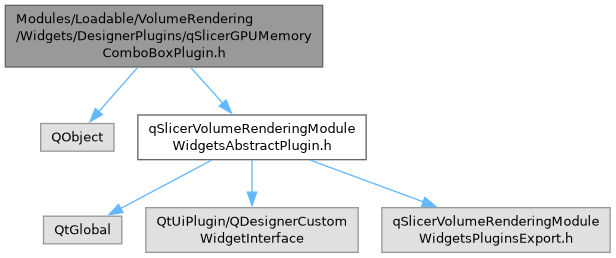 Modules/Loadable/VolumeRendering
/Widgets/DesignerPlugins/qSlicerGPUMemory
ComboBoxPlugin.h
QObject
qSlicerVolumeRenderingModule
WidgetsAbstractPlugin.h
QtGlobal
QtUiPlugin/QDesignerCustom
WidgetInterface
qSlicerVolumeRenderingModule
WidgetsPluginsExport.h